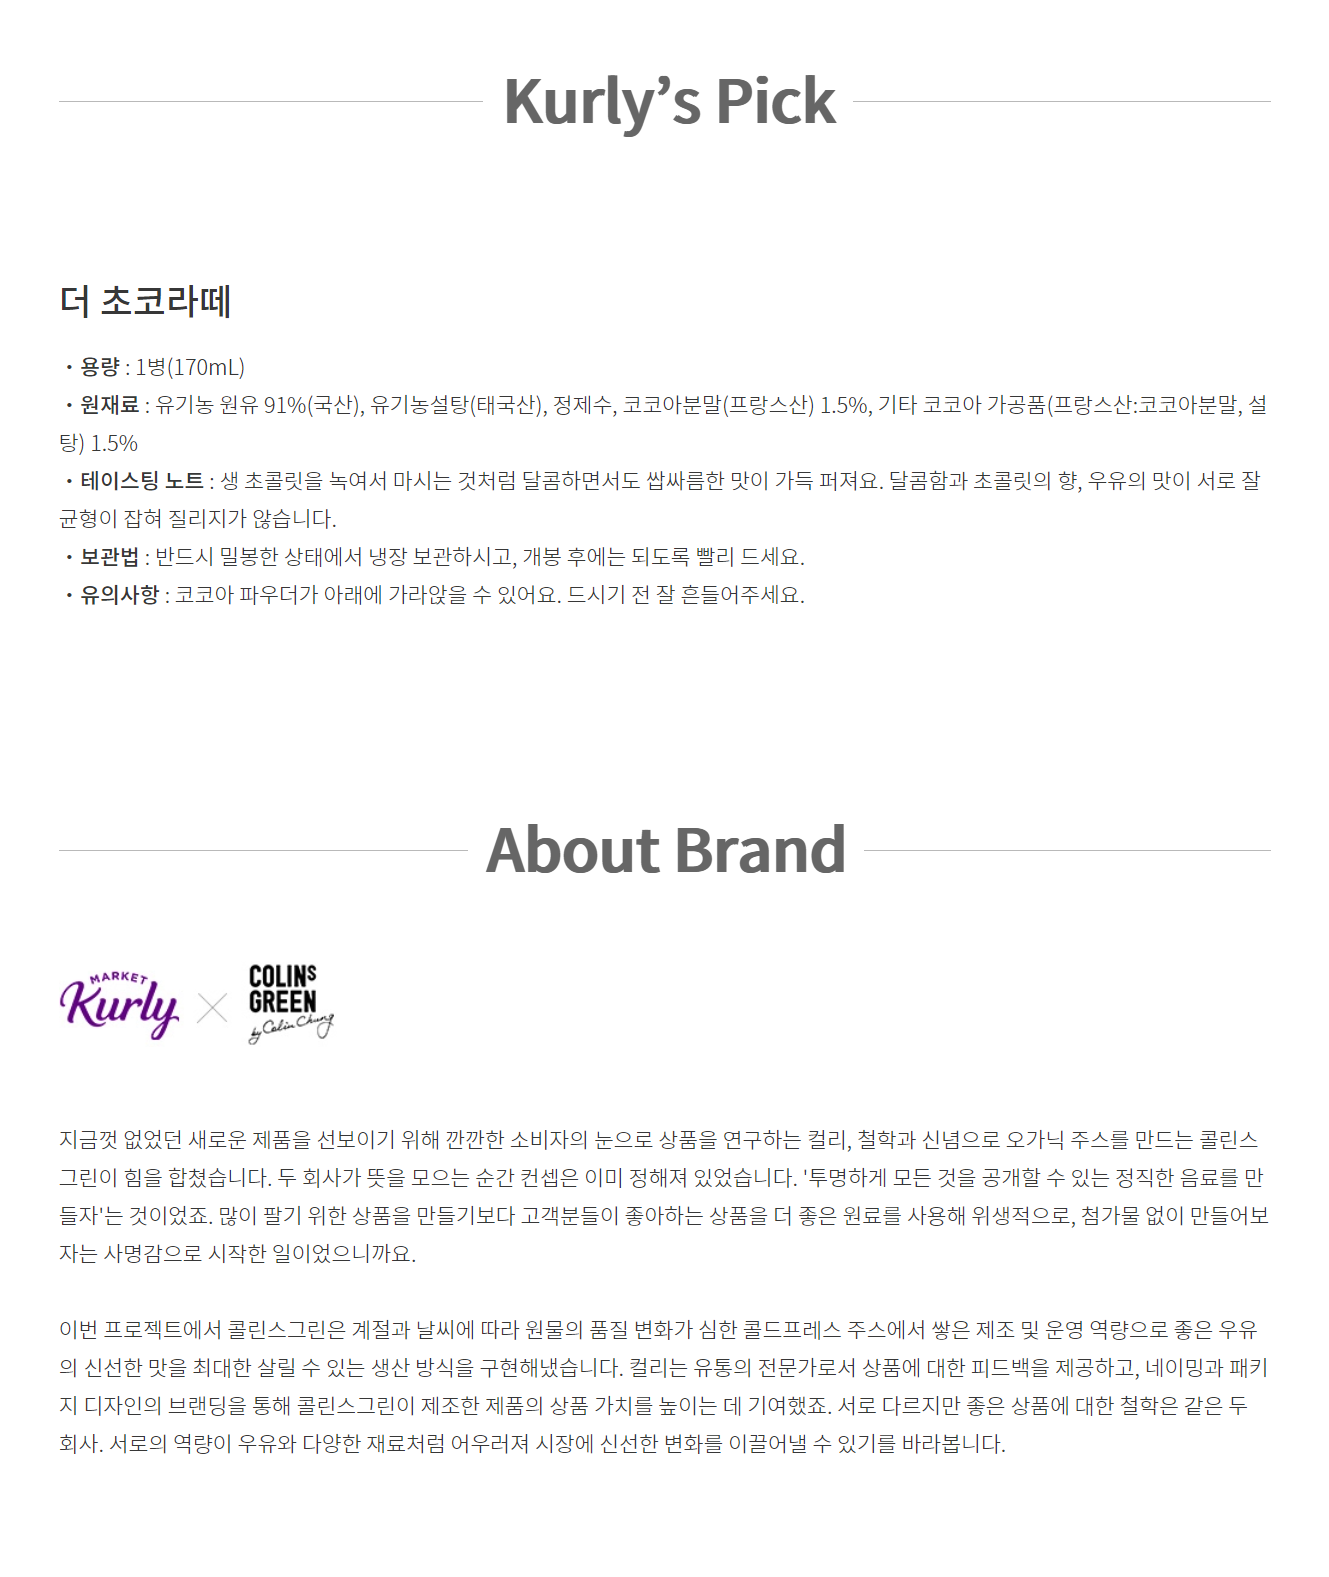 Kurly’s Pick
더 초코라떼
・용량 : 1병(170mL)
・원재료 : 유기농 원유 91%(국산), 유기농설탕(태국산), 정제수, 코코아분말(프랑스산) 1.5%, 기타 코코아 가공품(프랑스산:코코아분말, 설
탕) 1.5%
・테이스팅 노트 : 생 초콜릿을 녹여서 마시는 것처럼 달콤하면서도 쌉싸름한 맛이 가득 퍼져요. 달콤함과 초콜릿의 향, 우유의 맛이 서로 잘
균형이 잡혀 질리지가 않습니다.
・보관법 : 반드시 밀봉한 상태에서 냉장 보관하시고, 개봉 후에는 되도록 빨리 드세요.
・유의사항 : 코코아 파우더가 아래에 가라앉을 수 있어요. 드시기 전 잘 흔들어주세요.
About Brand
MARKET
Kurly
COLINS
GREEN
by Colin Chung
지금껏 없었던 새로운 제품을 선보이기 위해 깐깐한 소비자의 눈으로 상품을 연구하는 컬리, 철학과 신념으로 오가닉 주스를 만드는 콜린스
그린이 힘을 합쳤습니다. 두 회사가 뜻을 모으는 순간 컨셉은 이미 정해져 있었습니다. '투명하게 모든 것을 공개할 수 있는 정직한 음료를 만
들자'는 것이었죠. 많이 팔기 위한 상품을 만들기보다 고객분들이 좋아하는 상품을 더 좋은 원료를 사용해 위생적으로, 첨가물 없이 만들어보
자는 사명감으로 시작한 일이었으니까요.
이번 프로젝트에서 콜린스그린은 계절과 날씨에 따라 원물의 품질 변화가 심한 콜드프레스 주스에서 쌓은 제조 및 운영 역량으로 좋은 우유
의 신선한 맛을 최대한 살릴 수 있는 생산 방식을 구현해냈습니다. 컬리는 유통의 전문가로서 상품에 대한 피드백을 제공하고, 네이밍과 패키
지 디자인의 브랜딩을 통해 콜린스그린이 제조한 제품의 상품 가치를 높이는 데 기여했죠. 서로 다르지만 좋은 상품에 대한 철학은 같은 두
회사. 서로의 역량이 우유와 다양한 재료처럼 어우러져 시장에 신선한 변화를 이끌어낼 수 있기를 바라봅니다.